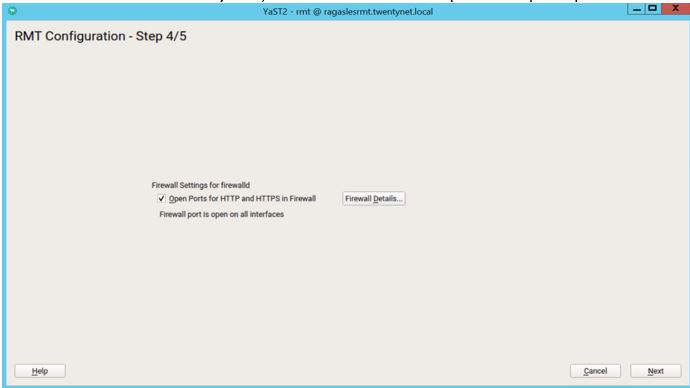 YaST2 - rmt @ ragaslesrmt.twentynet.local
RMT Configuration - Step 4/5
Firewall Settings for firewalld
Open Ports for HTTP and HTTPS in Firewall
Firewall Details...
Firewall port is open on all interfaces
Help
Cancel
Next